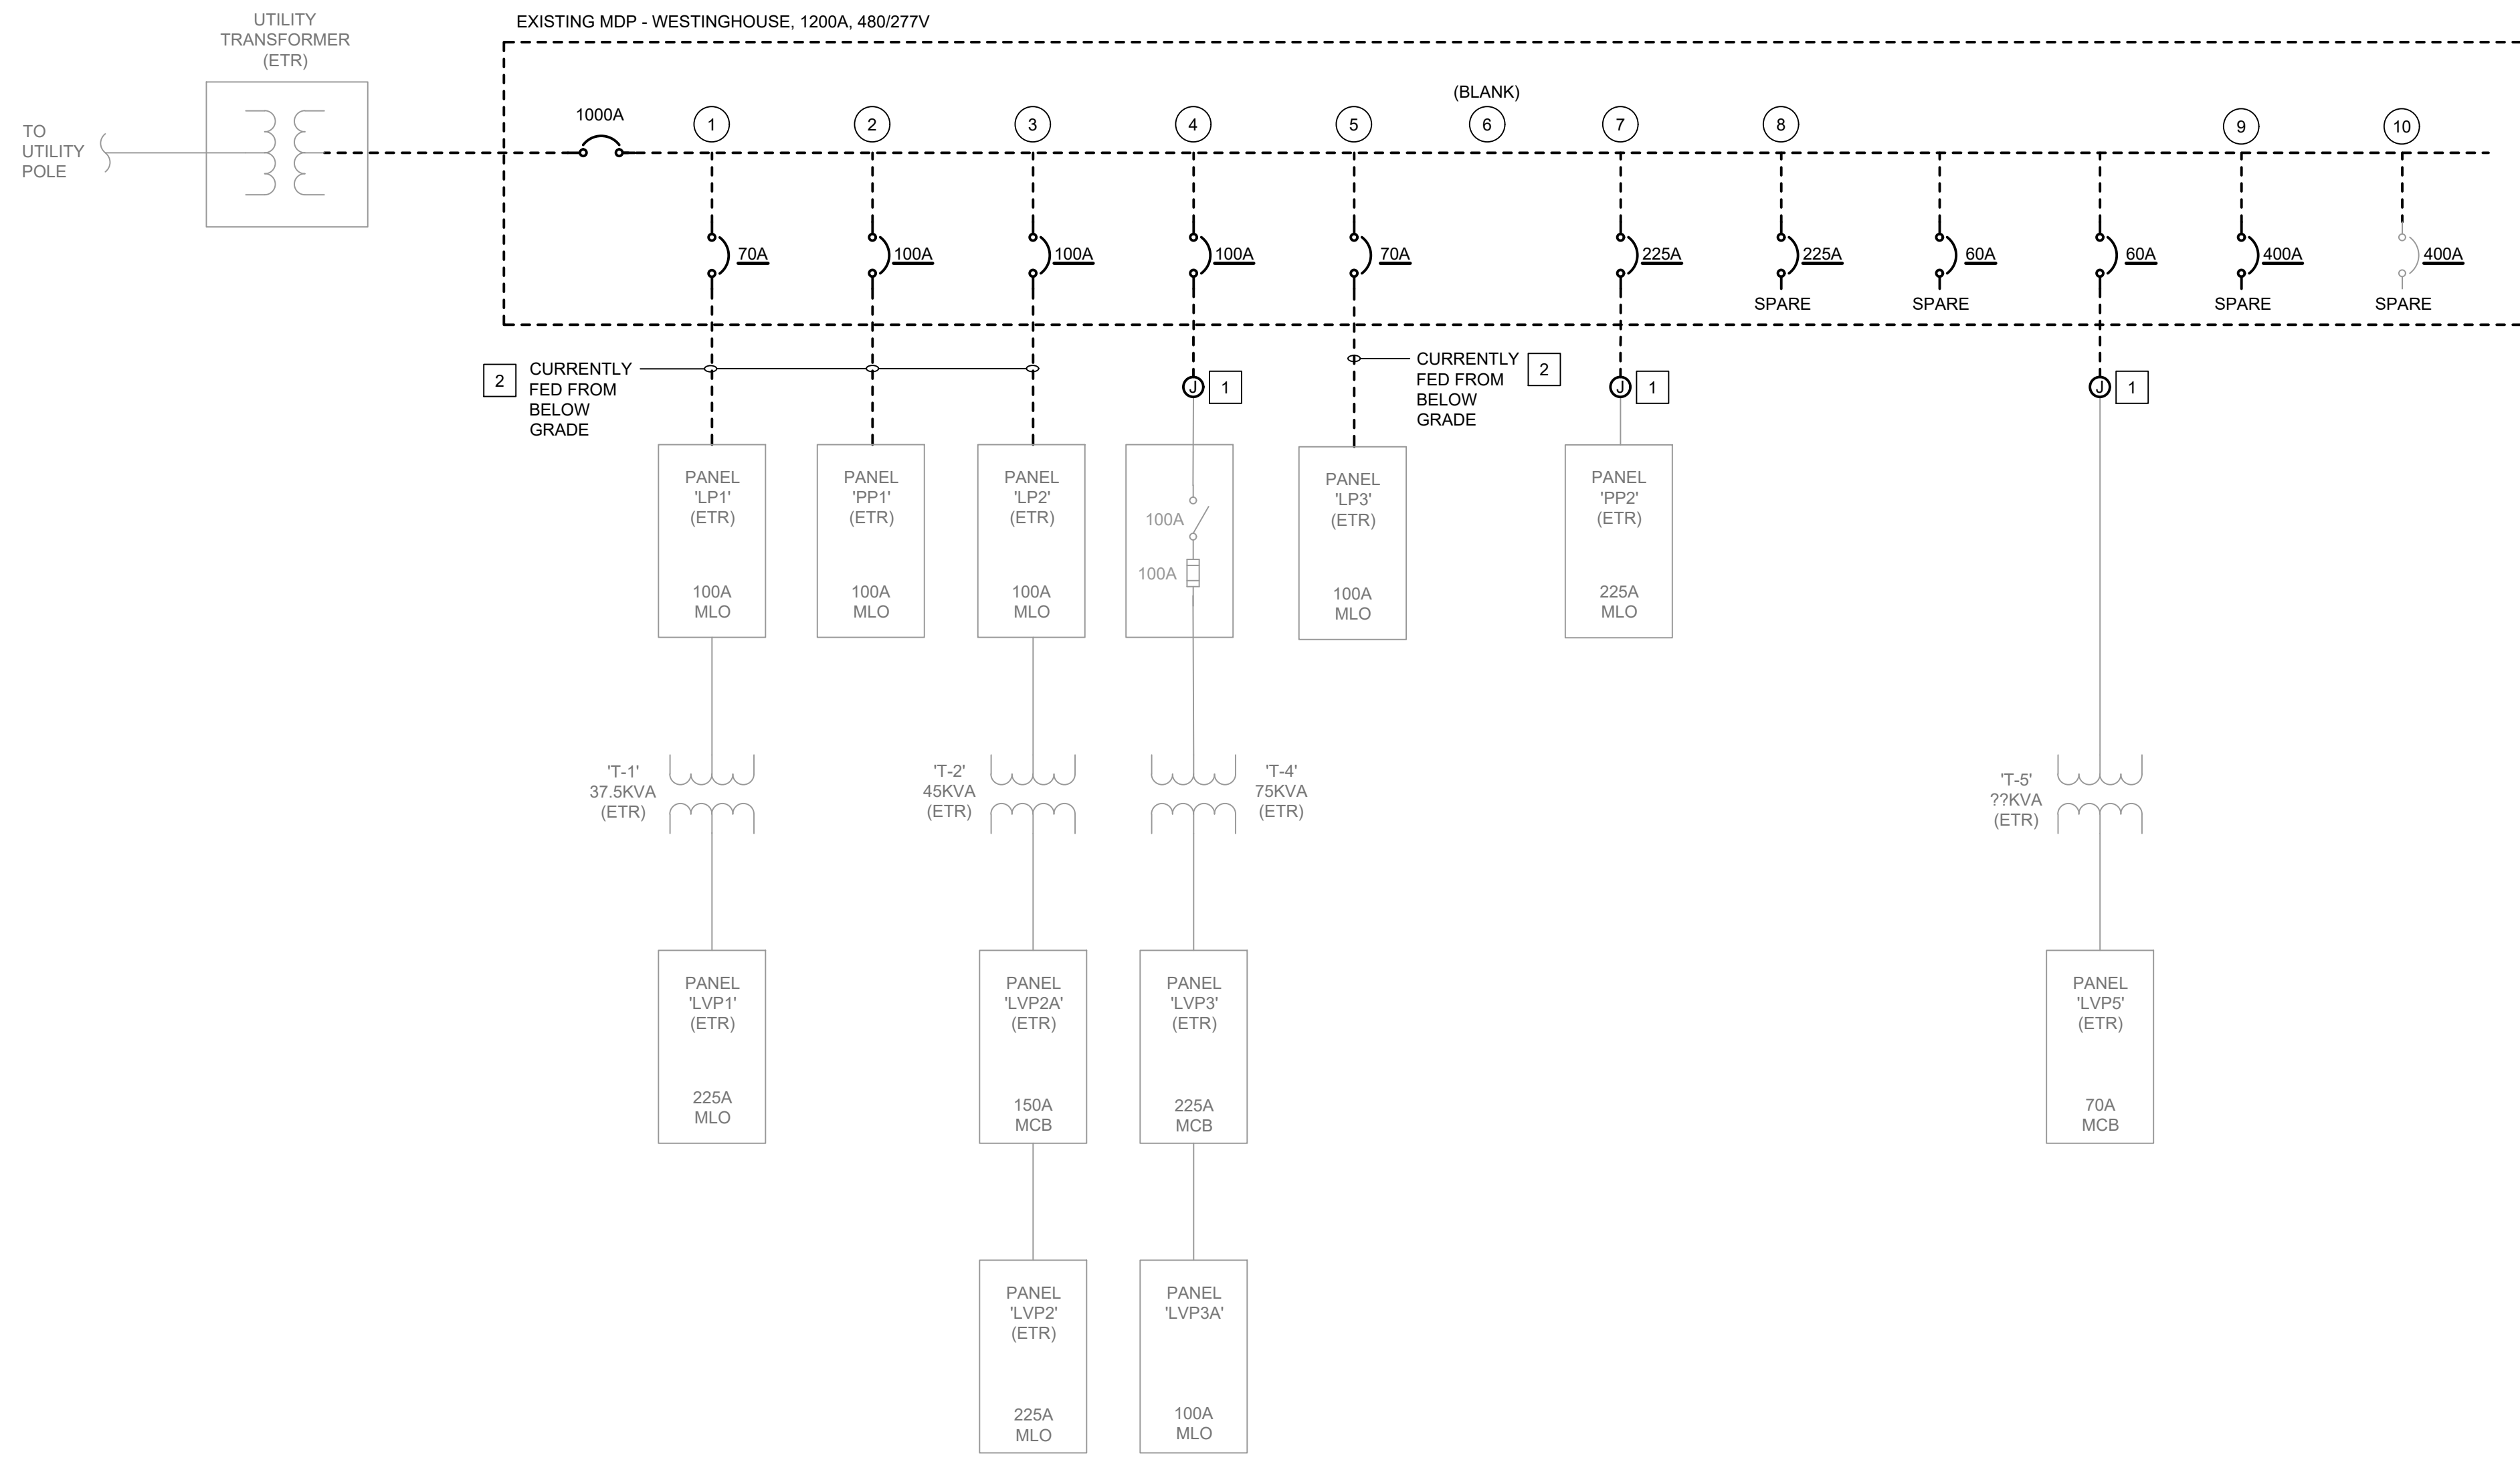 UTILITY
TRANSFORMER
(ETR)
TO
UTILITY
POLE
EXISTING MDP - WESTINGHOUSE, 1200A, 480/277V
1000A
1
2
3
4
5
(BLANK)
6
7
8
9
10
70A
100A
100A
100A
70A
225A
225A
60A
60A
400A
400A
SPARE
SPARE
SPARE
SPARE
2
CURRENTLY
FED FROM
BELOW
GRADE
J
1
CURRENTLY
FED FROM
BELOW
GRADE
2
J
1
J
1
PANEL
'LP1'
(ETR)
100A
MLO
PANEL
'PP1'
(ETR)
100A
MLO
PANEL
'LP2'
(ETR)
100A
MLO
100A
100A
PANEL
'LP3'
(ETR)
100A
MLO
PANEL
'PP2'
(ETR)
225A
MLO
'T-1'
37.5KVA
(ETR)
'T-2'
45KVA
(ETR)
'T-4'
75KVA
(ETR)
'T-5'
??KVA
(ETR)
PANEL
'LVP1'
(ETR)
225A
MLO
PANEL
'LVP2A'
(ETR)
150A
MCB
PANEL
'LVP3'
(ETR)
225A
MCB
PANEL
'LVP5'
(ETR)
70A
MCB
PANEL
'LVP2'
(ETR)
225A
MLO
PANEL
'LVP3A'
100A
MLO